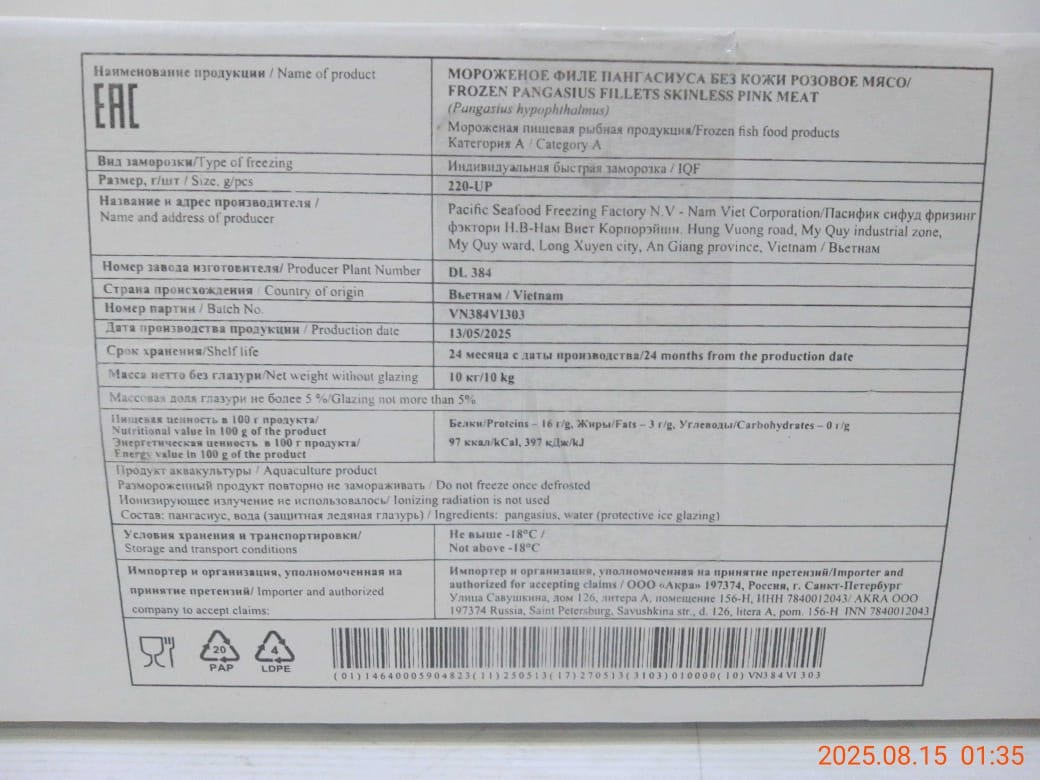 Наименование продукции / Name of product
EAC
МОРОЖЕНОЕ ФИЛЕ ПАНГАСИУСА БЕЗ КОЖИ РОЗОВОЕ МЯСО/
FROZEN PANGASIUS FILLETS SKINLESS PINK MEAT
(Pangasius hypophthalmus)
Мороженая пищевая рыбная продукция/Frozen fish food products
Категория А / Category A
Вид заморозки/Type of freezing
Индивидуальная быстрая заморозка / IQF
Размер, г/шт / Size, g/pcs
220-UP
Название и адрес производителя /
Name and address of producer
Pacific Seafood Freezing Factory N.V - Nam Viet Corporation/Пасифик сифуд фризинг
фэктори Н.В-Нам Виет Корпорэйшн. Hung Vuong road, My Quy industrial zone,
My Quy ward, Long Xuyen city, An Giang province, Vietnam / Вьетнам
Номер завода изготовителя/ Producer Plant Number
DL 384
Страна происхождения / Country of origin
Вьетнам / Vietnam
Номер партии / Batch No.
VN384VI303
Дата производства продукции / Production date
13/05/2025
Срок хранения/Shelf life
24 месяца с даты производства/24 months from the production date
Масса нетто без глазури/Net weight without glazing
10 кг/10 kg
Массовая доля глазури не более 5 %/Glazing not more than 5%
Пищевая ценность в 100 г продукта/
Nutritional value in 100 g of the product
Энергетическая ценность в 100 г продукта/
Energy value in 100 g of the product
Белки/Proteins – 16 г/g, Жиры/Fats – 3 г/g, Углеводы/Carbohydrates – 0 г/g
97 ккал/kCal, 397 кДж/kJ
Продукт аквакультуры / Aquaculture product
Размороженный продукт повторно не замораживать / Do not freeze once defrosted
Ионизирующее излучение не использовалось/ Ionizing radiation is not used
Состав: пангасиус, вода (защитная ледяная глазурь) / Ingredients: pangasius, water (protective ice glazing)
Условия хранения и транспортировки/
Storage and transport conditions
Не выше -18°C /
Not above -18°C
Импортер и организация, уполномоченная на
принятие претензий/ Importer and authorized
company to accept claims:
Импортер и организация, уполномоченная на принятие претензий/Importer and
authorized for accepting claims / ООО «Акра» 197374, Россия, г. Санкт-Петербург
Улица Савушкина, дом 126, литера А, помещение 156-Н, ИНН 7840012043/ AKRA OOO
197374 Russia, Saint Petersburg, Savushkina str., d. 126, litera A, pom. 156-H INN 7840012043
20
PAP
4
LDPE
(01)14640005904823(11)250513(17)270513(3103)010000(10)VN384VI303
2025.08.15 01:35